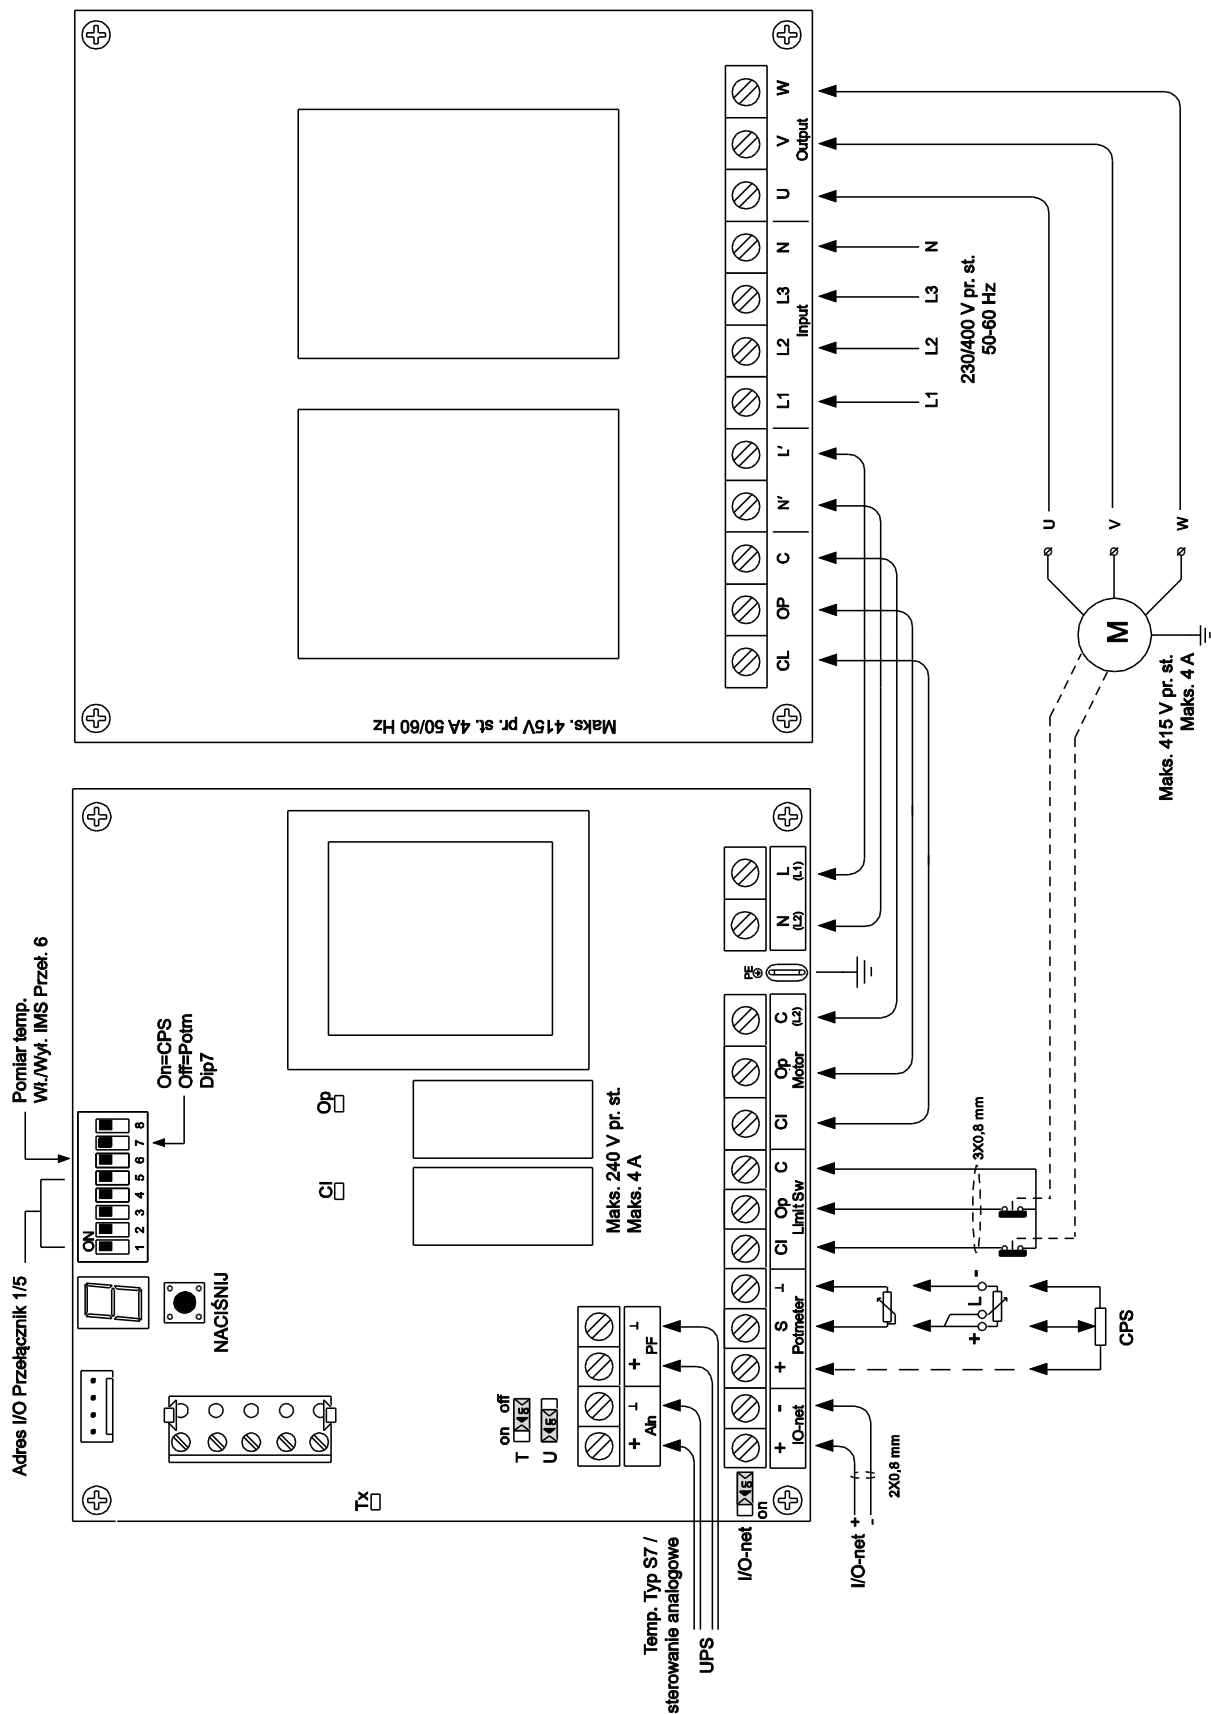 Adres I/O Przełącznik 1/5
Pomiar temp.
Wł./Wył. IMS Przeł. 6
On=CPS
Off=Potm
Dip7
ON
1 2 3 4 5 6 7 8
NACIŚNIJ
Cl
Op
Tx
on off
T
U
Maks. 240 V pr. st.
Maks. 4 A
+ ⊥ + ⊥
Ain PF
PE
I/O-net
on
+ - + S ⊥ Cl Op C Cl Op C N L
(L2) (L2) (L1)
IO-net Potmeter Limit Sw Motor
Temp. Typ S7 /
sterowanie analogowe
UPS
I/O-net + -
2X0,8 mm
3X0,8 mm
+ L -
CPS
Maks. 415V pr. st. 4A 50/60 Hz
CL OP C N' L' L1 L2 L3 N U V W
Input Output
L1 L2 L3 N
230/400 V pr. st.
50-60 Hz
U
V
W
M
Maks. 415 V pr. st.
Maks. 4 A